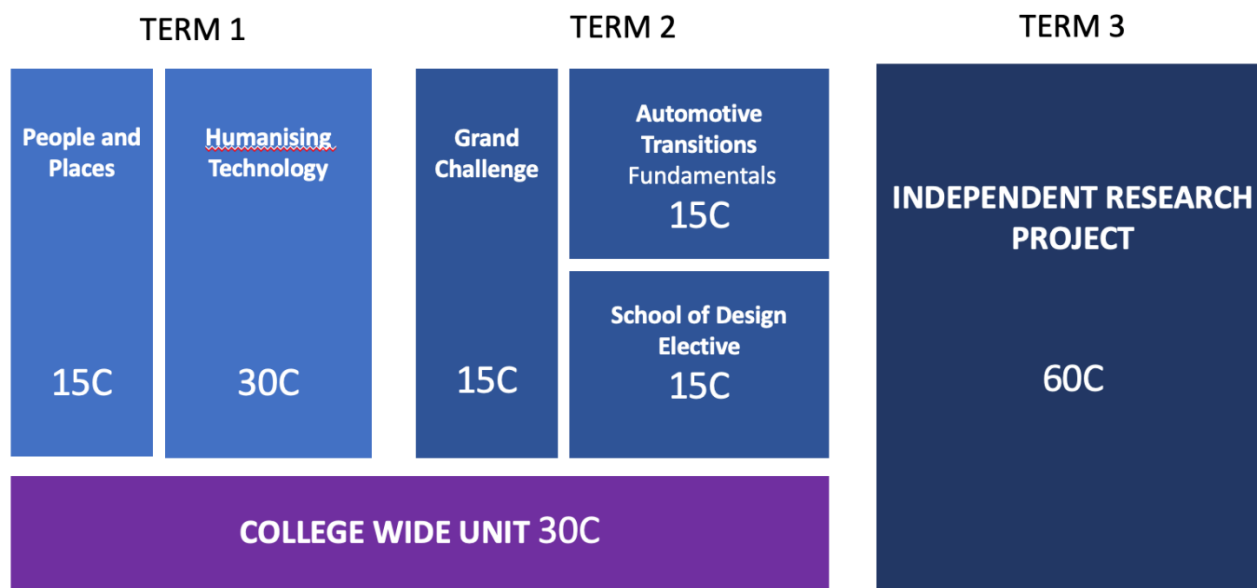 TERM 1
TERM 2
TERM 3
People and
Places
15C
Humanising
Technology
30C
Grand
Challenge
15C
Automotive
Transitions
Fundamentals
15C
School of Design
Elective
15C
INDEPENDENT RESEARCH
PROJECT
60C
COLLEGE WIDE UNIT 30C